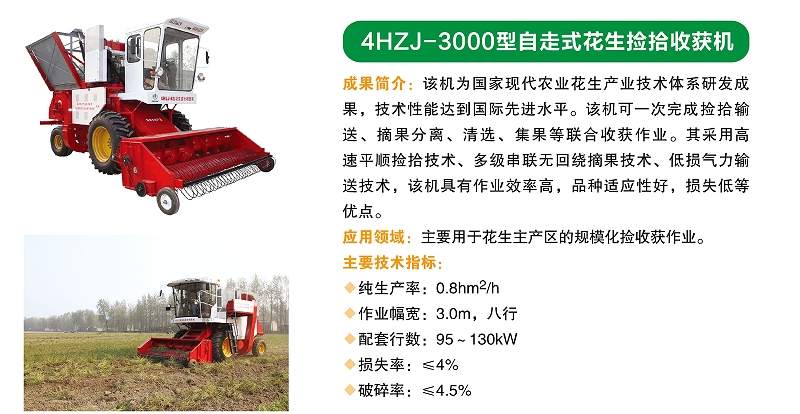 4HZJ-3000型自走式花生捡拾收获机
成果简介：该机为国家现代农业花生产业技术体系研发成
果，技术性能达到国际先进水平。该机可一次完成捡拾输
送、摘果分离、清选、集果等联合收获作业。其采用高
速平顺捡拾技术、多级串联无回绕摘果技术、低损气力输
送技术，该机具有作业效率高，品种适应性好，损失低等
优点。
应用领域：主要用于花生主产区的规模化捡收获作业。
主要技术指标：
纯生产率：0.8hm²/h
作业幅宽：3.0m，八行
配套行数：95～130kW
损失率：≤4%
破碎率：≤4.5%